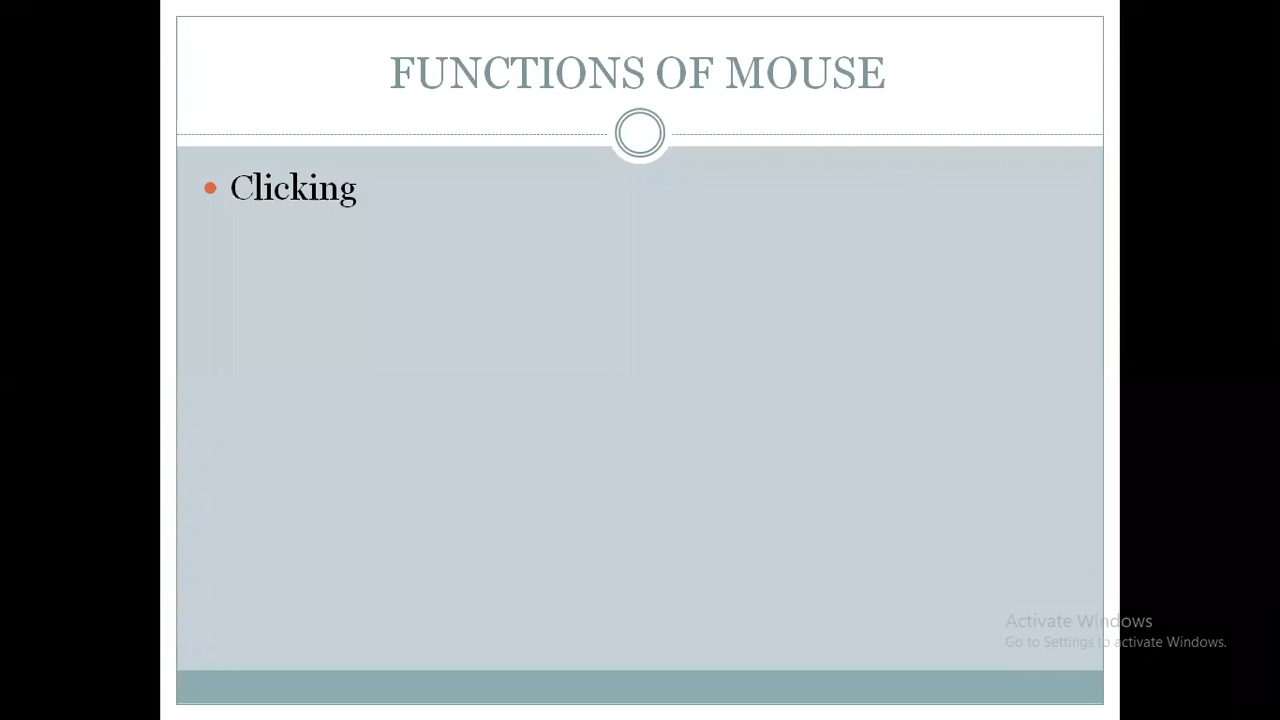 FUNCTIONS OF MOUSE
Clicking
Activate Windows
Go to Settings to activate Windows.